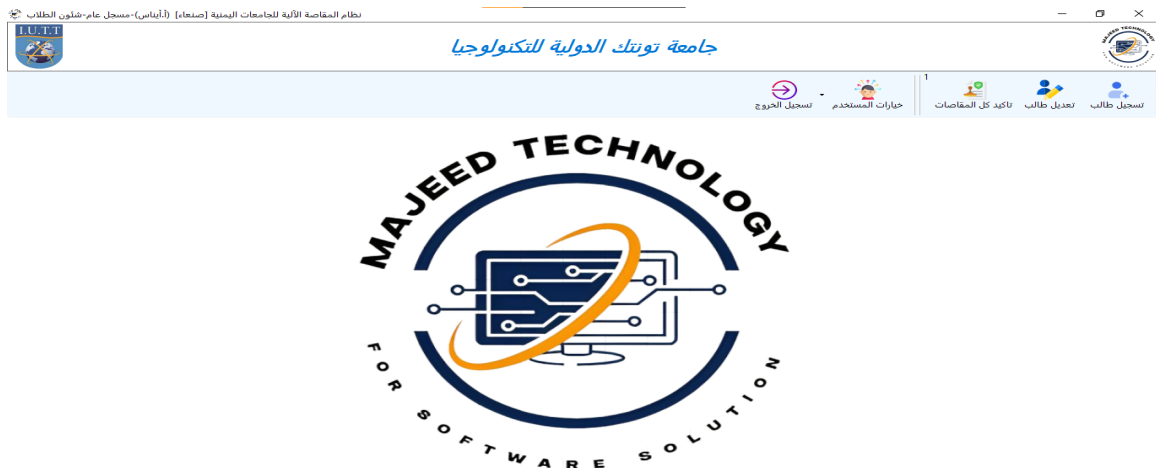 نظام المقاصة الآلية للجامعات اليمنية [صنعاء] (أ.أيناس)-مسجل عام-شئون الطلاب
I.U.T.T
جامعة تونتك الدولية للتكنولوجيا
تسجيل طالب
تعديل طالب
تاكيد كل المقاصات
1
خيارات المستخدم
تسجيل الخروج
MAJEED TECHNOLOGY
FOR SOFTWARE SOLUTION